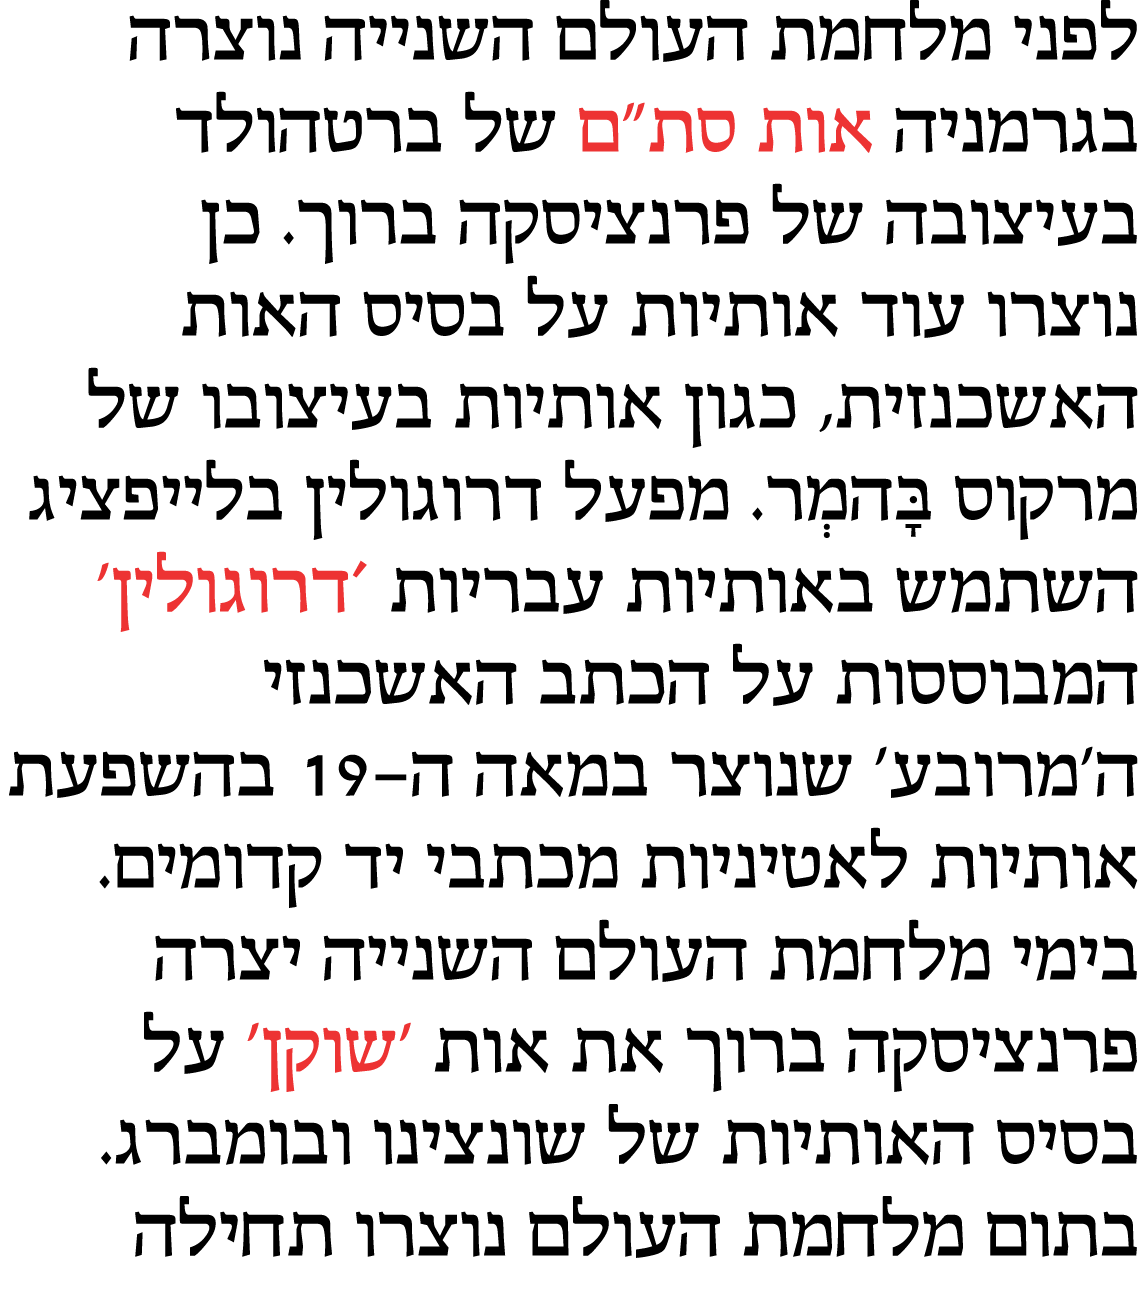 לפני מלחמת העולם השנייה נוצרה
בגרמניה אות סת״ם של ברטהולד
בעיצובה של פרנציסקה ברוך. כן
נוצרו עוד אותיות על בסיס האות
האשכנזית, כגון אותיות בעיצובו של
מרקוס בָּהמְר. מפעל דרוגולין בלייפציג
השתמש באותיות עבריות ׳דרוגולין׳
המבוססות על הכתב האשכנזי
ה׳מרובע׳ שנוצר במאה ה–19 בהשפעת
אותיות לאטיניות מכתבי יד קדומים.
בימי מלחמת העולם השנייה יצרה
פרנציסקה ברוך את אות ׳שוקן׳ על
בסיס האותיות של שונצינו ובומברג.
בתום מלחמת העולם נוצרו תחילה